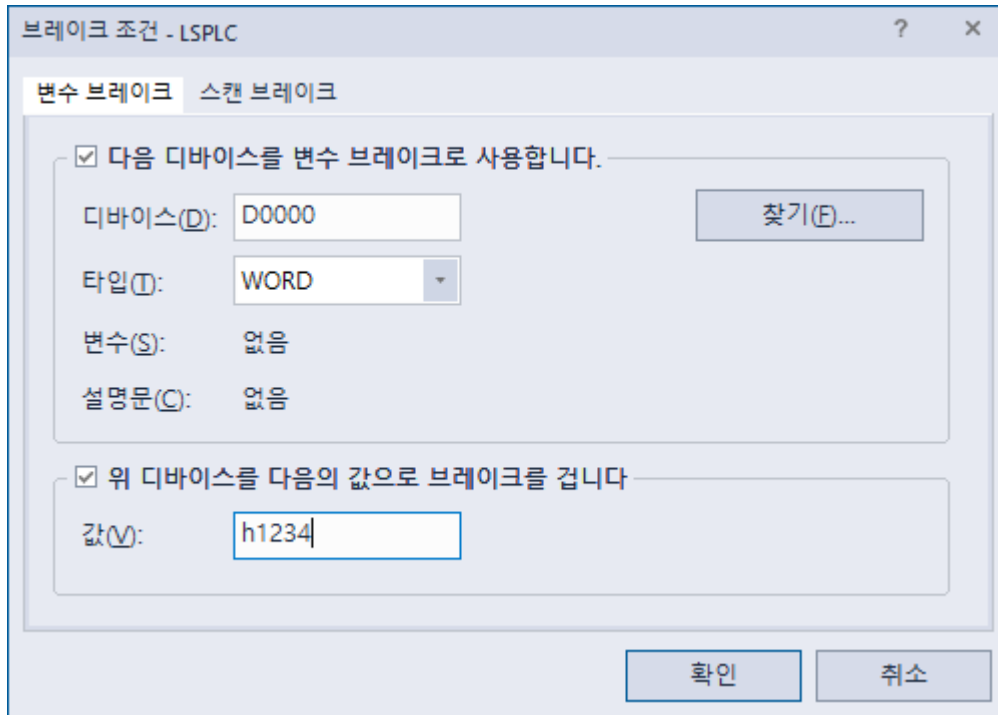 브레이크 조건 - LSPLC ? ×
변수 브레이크 스캔 브레이크
다음 디바이스를 변수 브레이크로 사용합니다.
디바이스(D): D0000 찾기(F)...
타입(T): WORD
변수(S): 없음
설명문(C): 없음
위 디바이스를 다음의 값으로 브레이크를 겁니다
값(V): h1234
확인 취소